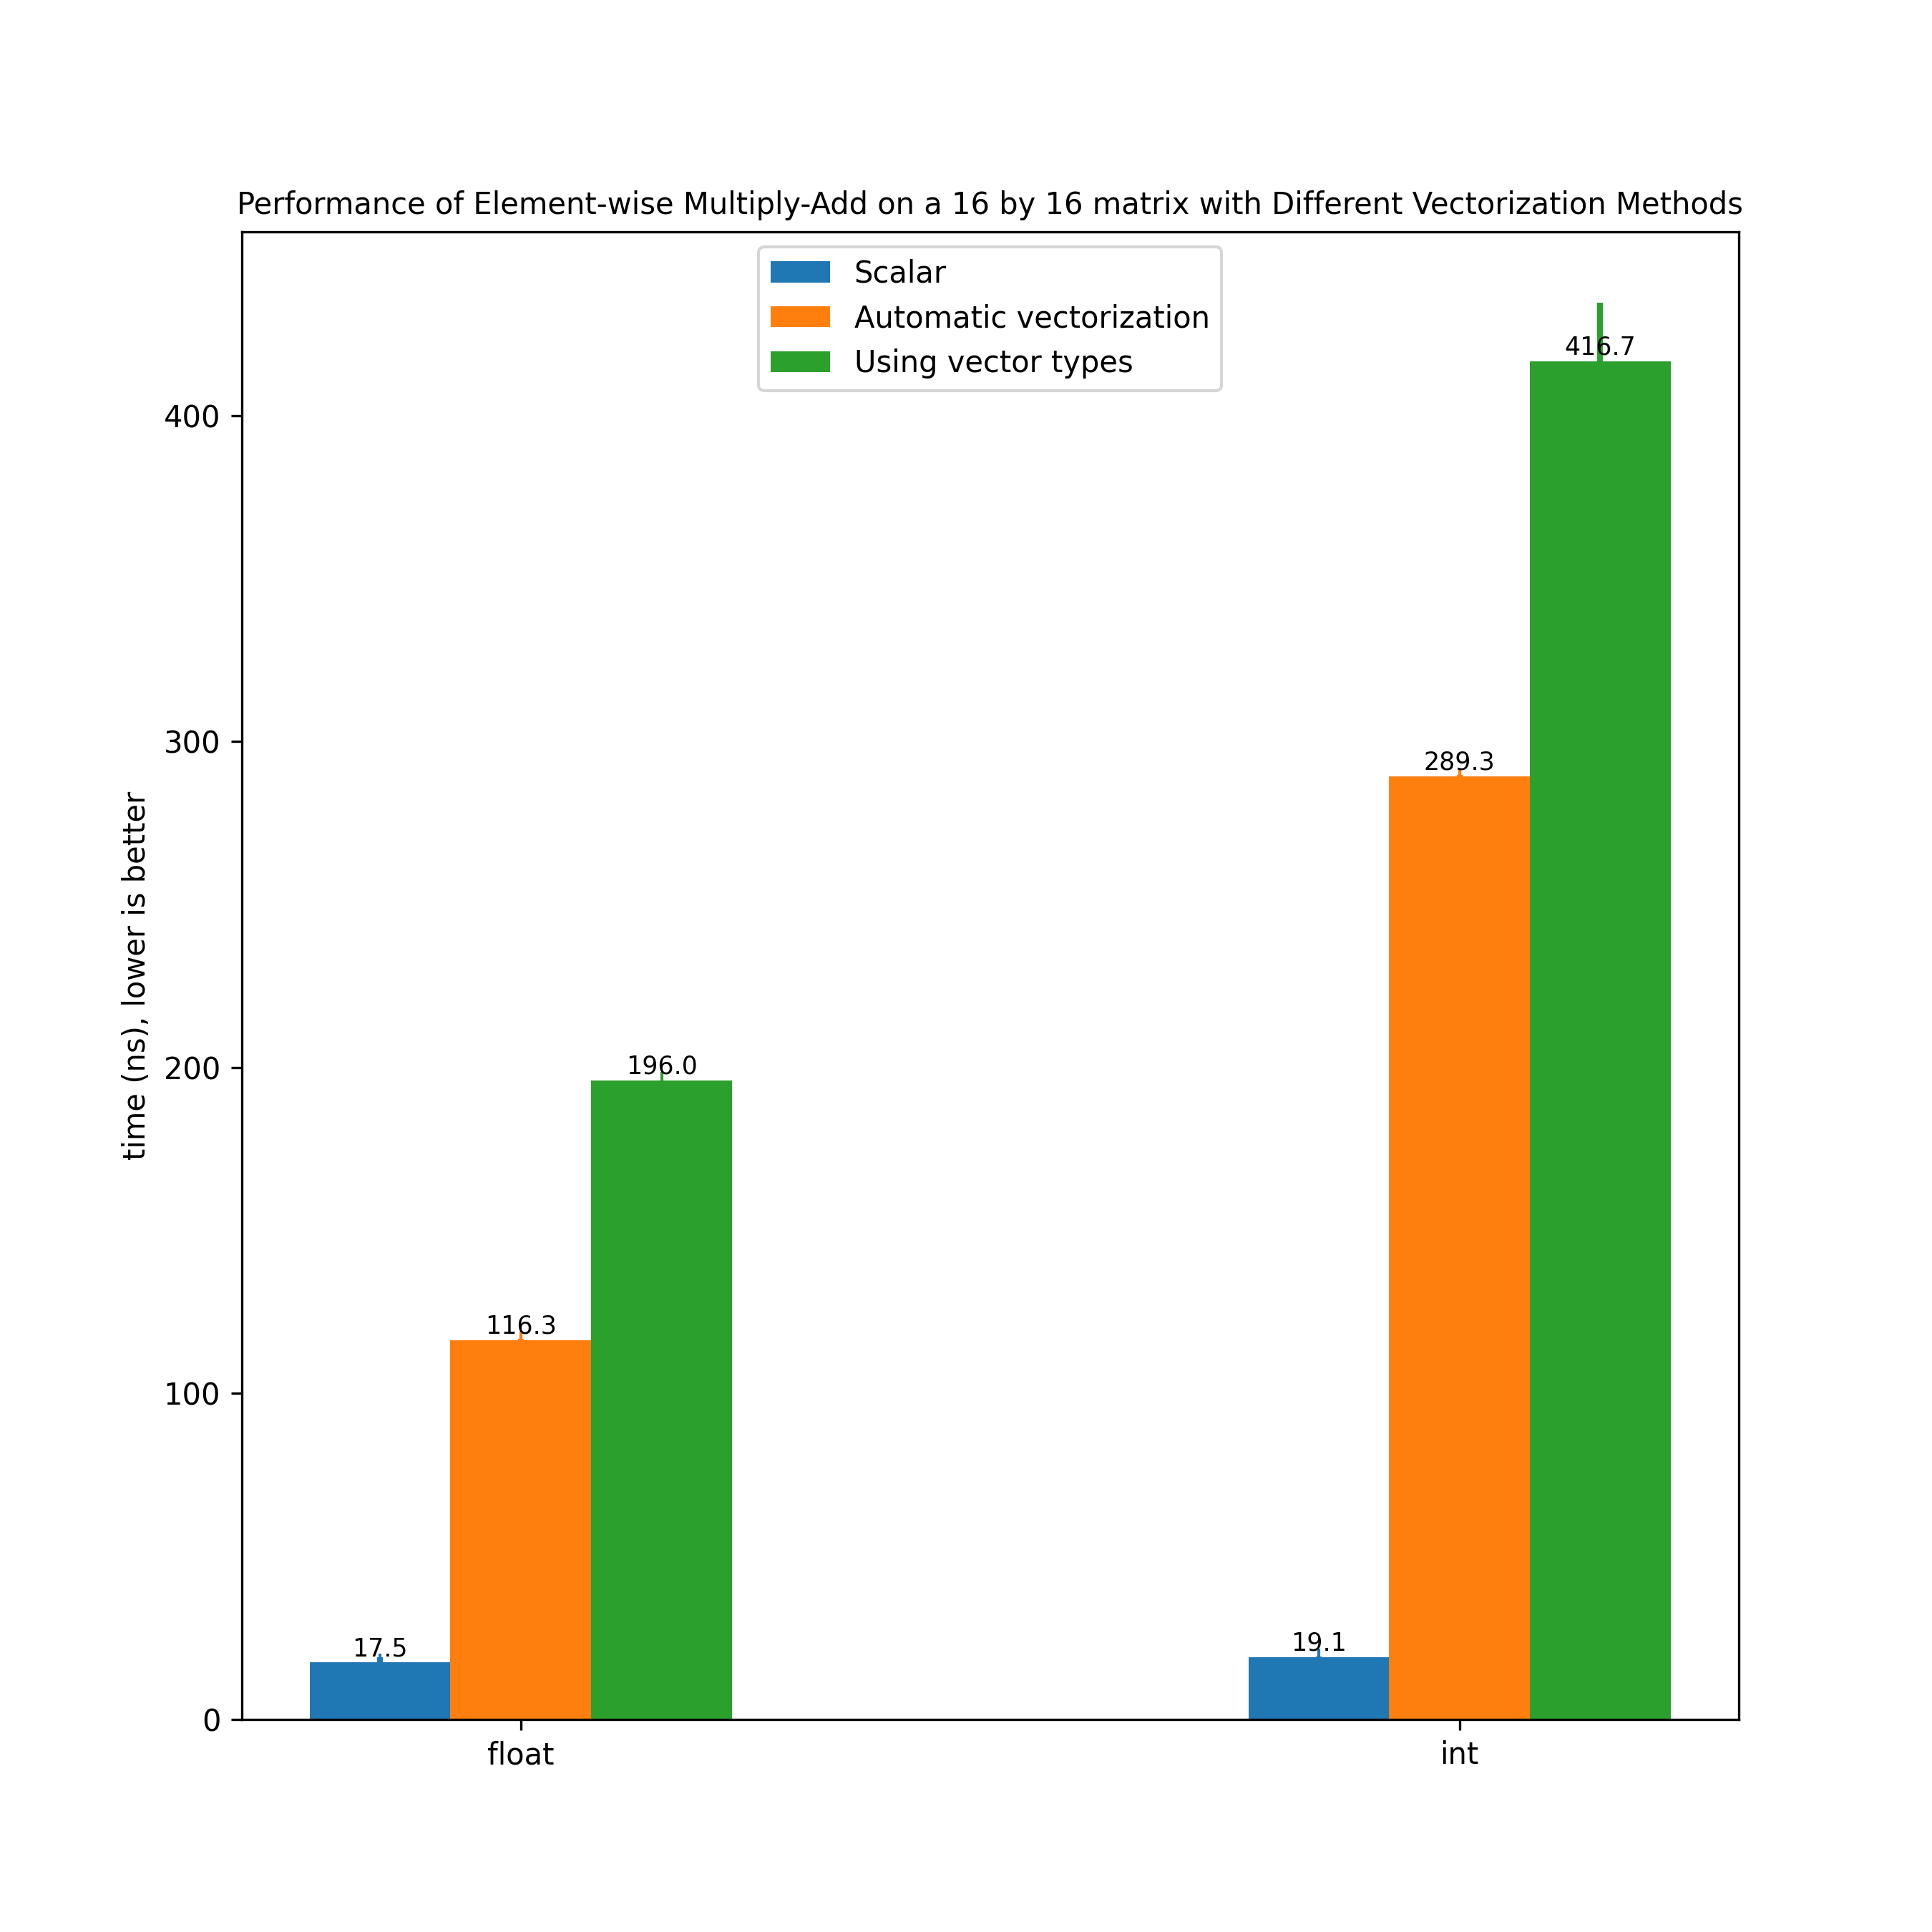 Performance of Element-wise Multiply-Add on a 16 by 16 matrix with Different Vectorization Methods
Scalar
Automatic vectorization
Using vector types
time (ns), lower is better
400
300
200
100
0
17.5
116.3
196.0
19.1
289.3
416.7
float
int